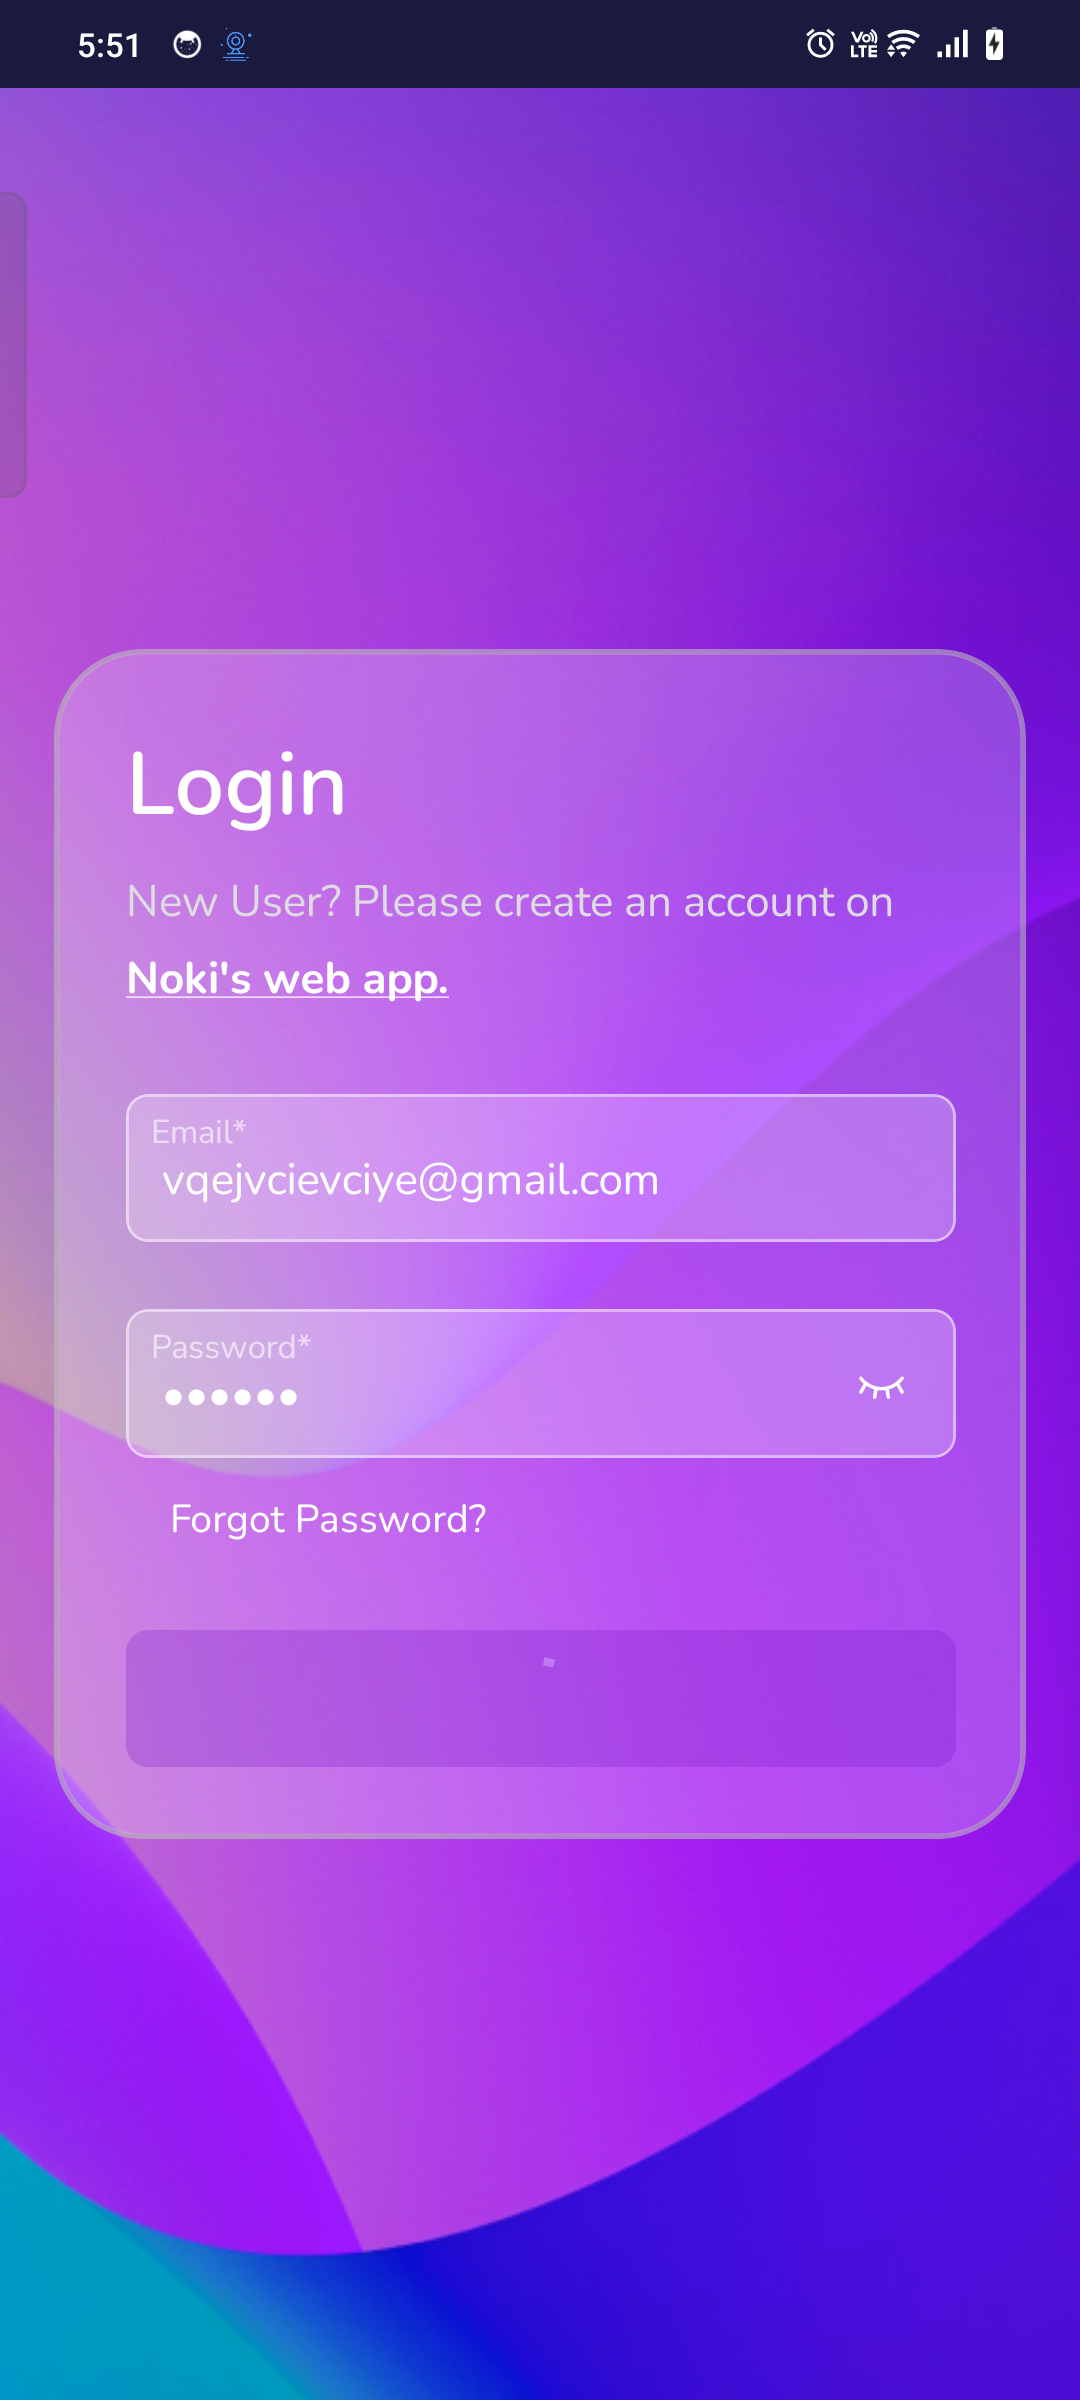 5:51
Vo) LTE
Login
New User? Please create an account on
Noki's web app.
Email*
vqejvcievciye@gmail.com
Password*
••••••
Forgot Password?